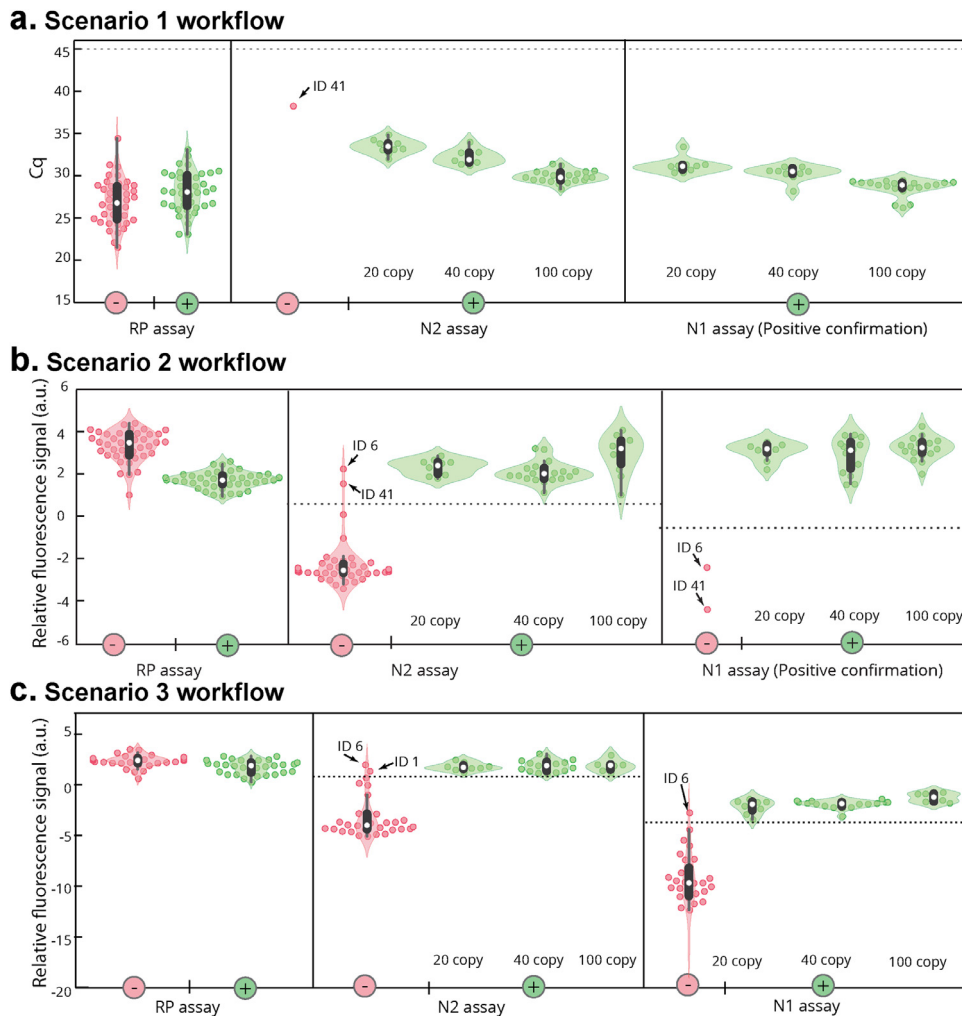 a. Scenario 1 workflow
Cq
45
40
35
30
25
20
15
ID 41
20 copy
40 copy
100 copy
20 copy
40 copy
100 copy
-
+
-
+
+
RP assay
N2 assay
N1 assay (Positive confirmation)
b. Scenario 2 workflow
Relative fluorescence signal (a.u.)
6
4
2
0
-2
-4
-6
ID 6
ID 41
20 copy
40 copy
100 copy
ID 6
ID 41
20 copy
40 copy
100 copy
-
+
-
+
-
+
RP assay
N2 assay
N1 assay (Positive confirmation)
c. Scenario 3 workflow
Relative fluorescence signal (a.u.)
5
0
-5
-10
-15
-20
ID 6
ID 1
20 copy
40 copy
100 copy
ID 6
20 copy
40 copy
100 copy
-
+
-
+
-
+
RP assay
N2 assay
N1 assay